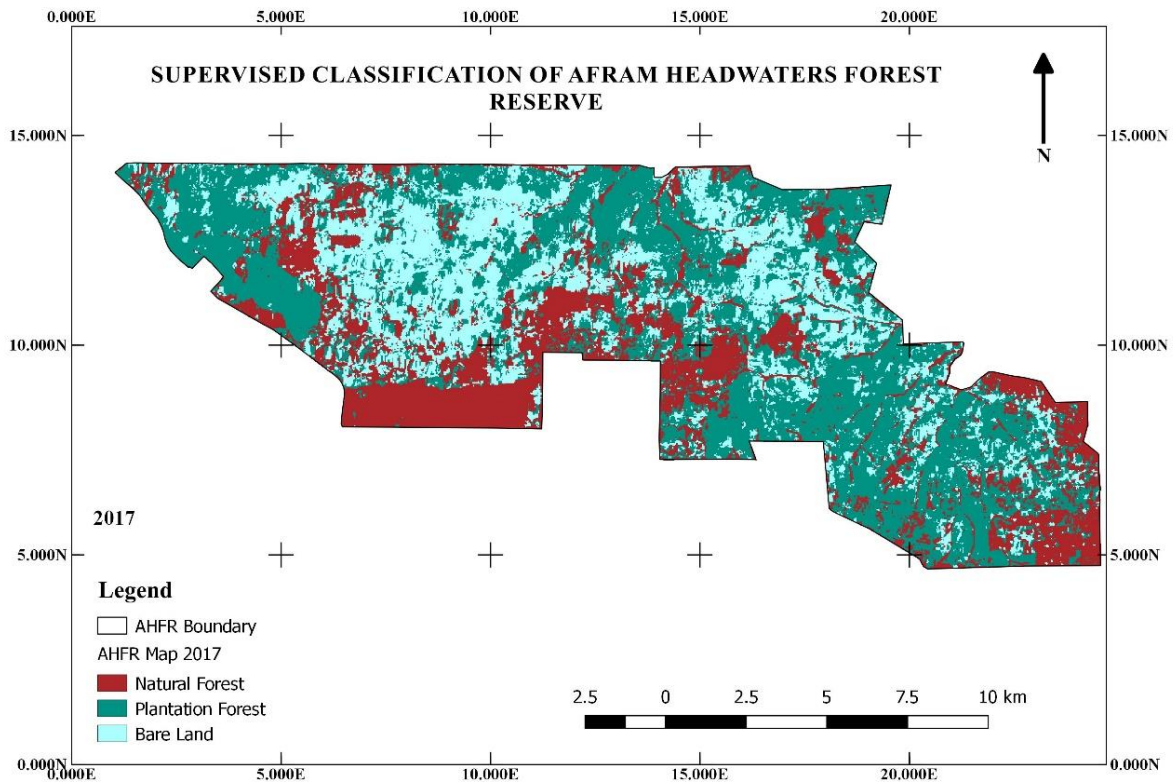 0.000E 5.000E 10.000E 15.000E 20.000E
SUPERVISED CLASSIFICATION OF AFRAM HEADWATERS FOREST
RESERVE
N
15.000N 15.000N
10.000N 10.000N
2017
5.000N 5.000N
Legend
AHFR Boundary
AHFR Map 2017
Natural Forest
Plantation Forest
Bare Land
2.5 0 2.5 5 7.5 10 km
0.000N 0.000N
0.000E 5.000E 10.000E 15.000E 20.000E